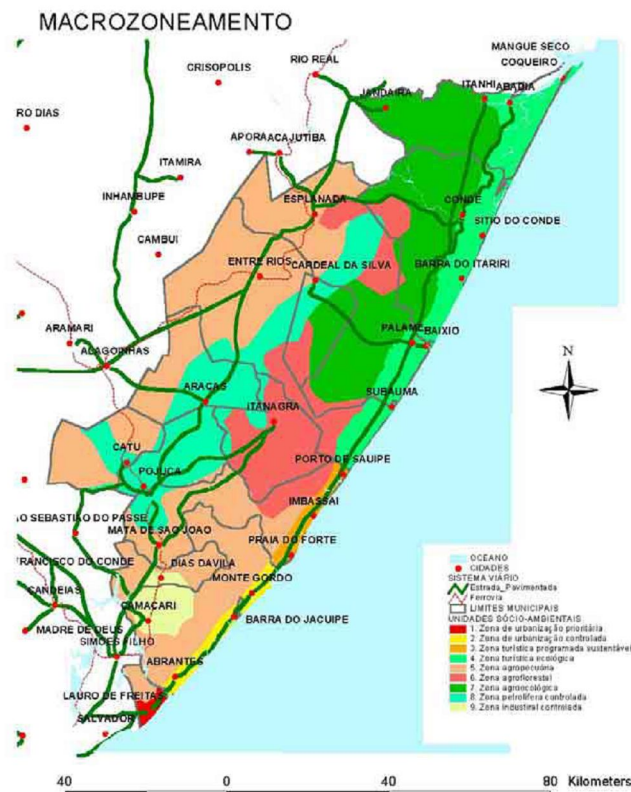 MACROZONEAMENTO
MANGUE SECO
COQUEIRO
RIO REAL
CRISOPOLIS
ITANHI
ABADIA
JANDAIRA
RO DIAS
APORA
ACAJUTIBA
ITAMIRA
INHAMBUPE
ESPLANADA
CONDE
SITIO DO CONDE
CAMBUI
ENTRE RIOS
CARDEAL DA SILVA
BARRA DO ITARIRI
ARAMARI
PALAME
BAIXIO
ALAGOINHAS
N
ARAÇAS
SUBAUMA
ITANAGRA
CATU
POJUCA
PORTO DE SAUIPE
IMBASSAI
AO SEBASTIÃO DO PASSE
MATA DE SÃO JOAO
PRAIA DO FORTE
FRANCISCO DO CONDE
DIAS DAVILA
MONTE GORDO
CANDEIAS
CAMAÇARI
MADRE DE DEUS
BARRA DO JACUIPE
SIMÕES FILHO
ABRANTES
LAURO DE FREITAS
SALVADOR
OCEANO
CIDADES
SISTEMA VIÁRIO
Estrada_Pavimentada
Ferrovia
LIMITES MUNICIPAIS
UNIDADES SÓCIO-AMBIENTAIS
1. Zona de urbanização prioritária
2. Zona de urbanização controlada
3. Zona turística programada sustentável
4. Zona turística ecológica
5. Zona agropecuária
6. Zona agroflorestal
7. Zona agroecológica
8. Zona petrolífera controlada
9. Zona industrial controlada
40 0 40 80 Kilometers